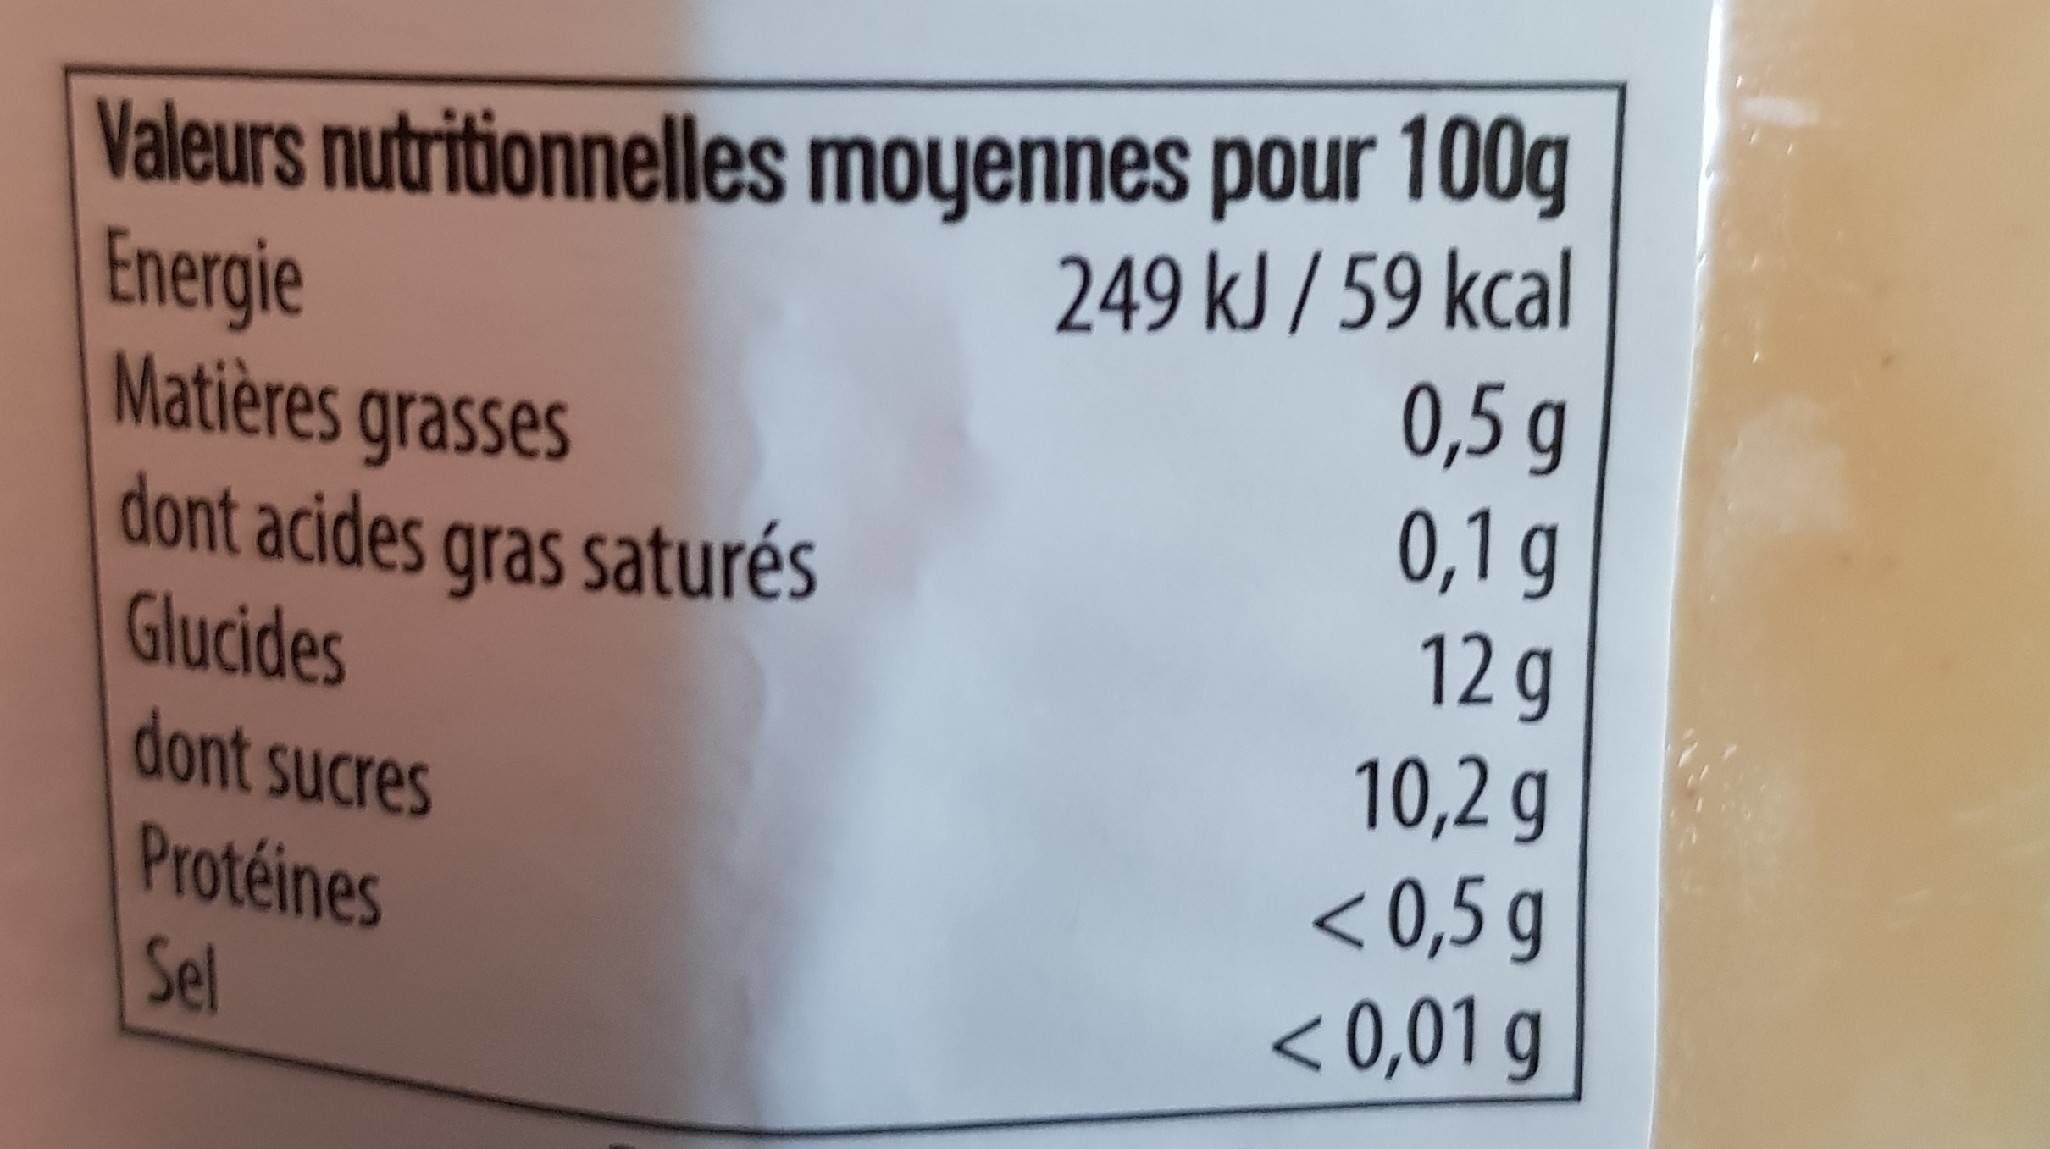 Valeurs nutritionnelles moyennes pour 100g
Energie 249 kJ / 59 kcal
Matières grasses 0,5 g
dont acides gras saturés 0,1 g
Glucides 12 g
dont sucres 10,2 g
Protéines < 0,5 g
Sel < 0,01 g